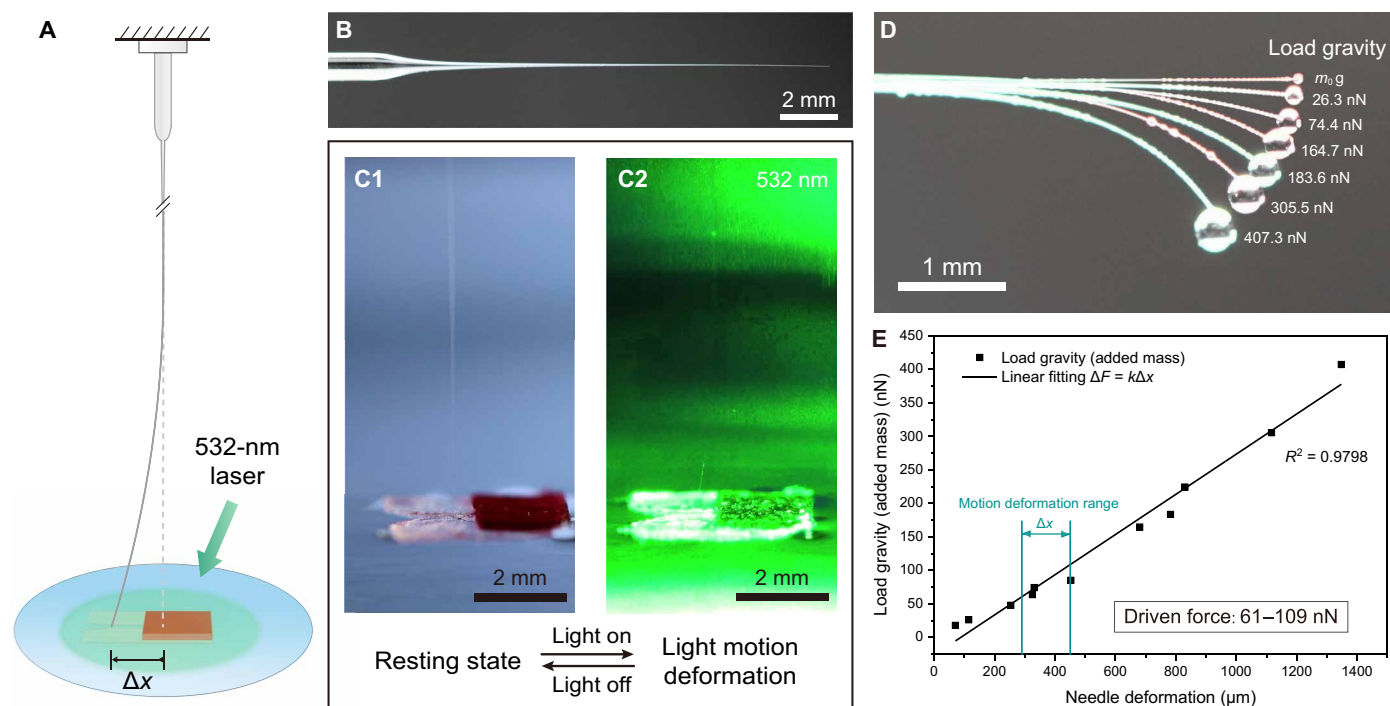 A
532-nm
laser
Δx
B
2 mm
C1
2 mm
C2
532 nm
2 mm
Resting state
Light on
Light off
Light motion
deformation
D
Load gravity
m₀ g
26.3 nN
74.4 nN
164.7 nN
183.6 nN
305.5 nN
407.3 nN
1 mm
E
Load gravity (added mass) (nN)
450
400
350
300
250
200
150
100
50
0
Load gravity (added mass)
Linear fitting ΔF = kΔx
R² = 0.9798
Motion deformation range
Δx
Driven force: 61–109 nN
0 200 400 600 800 1000 1200 1400
Needle deformation (μm)